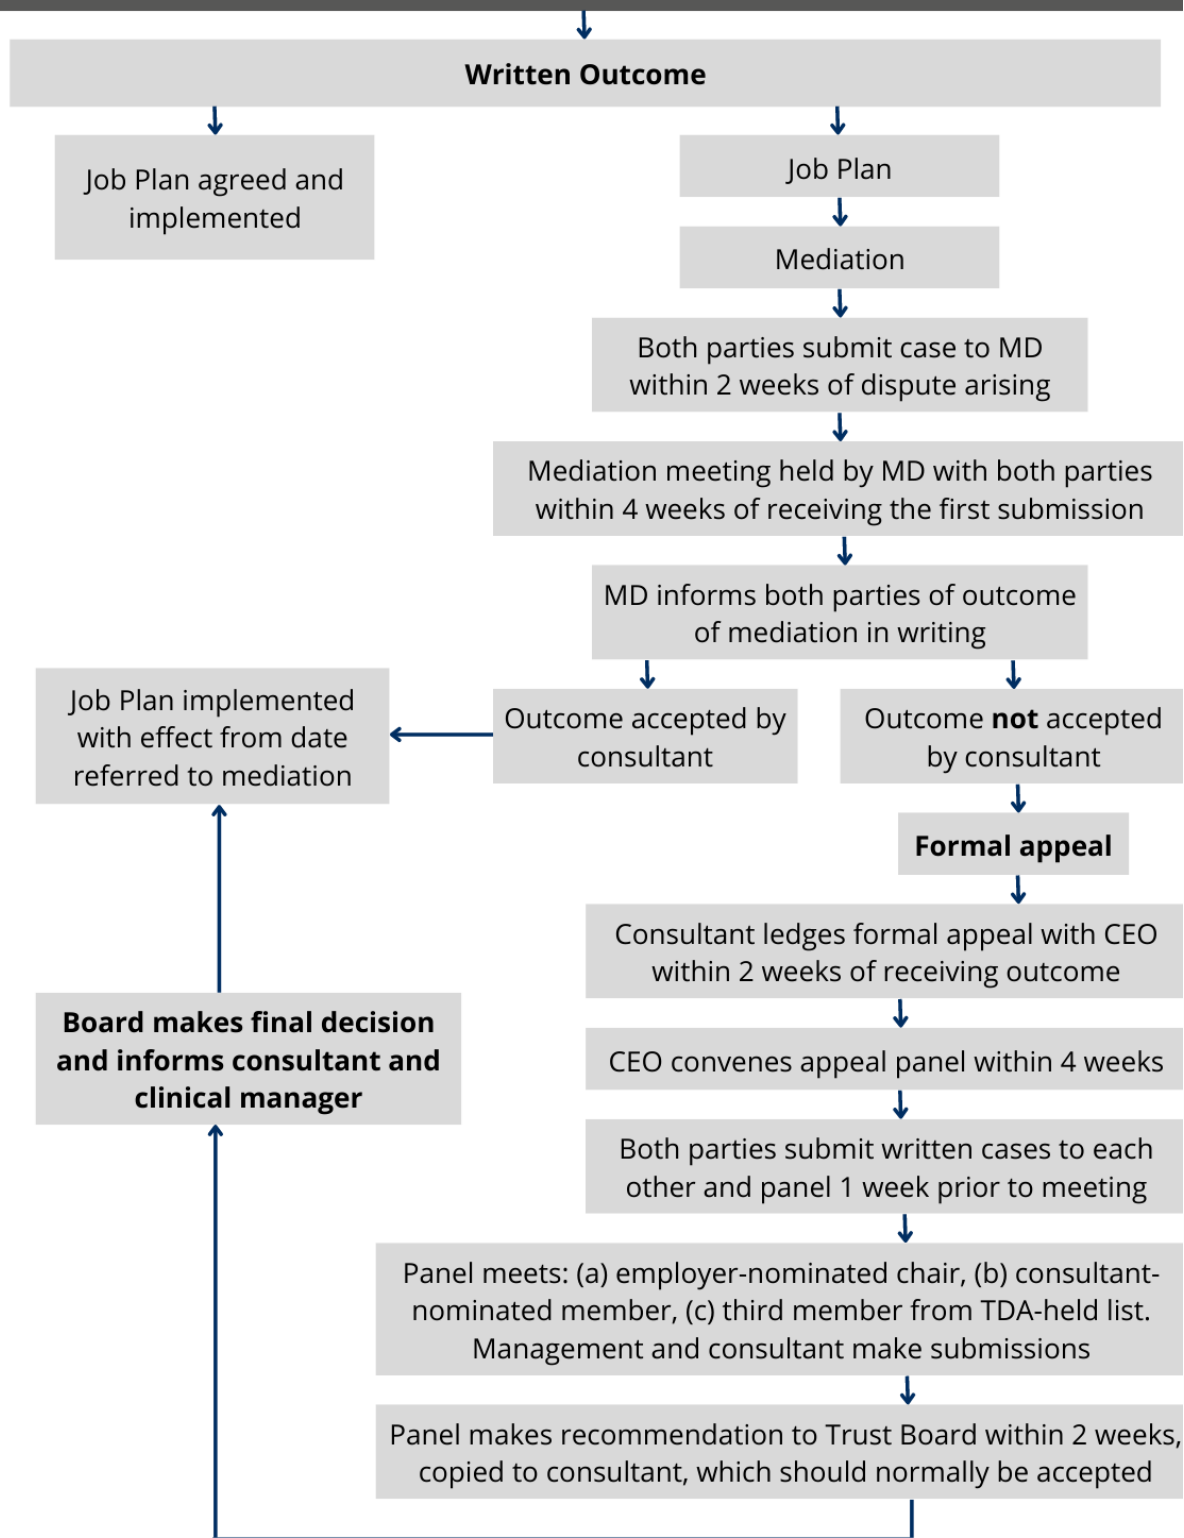 Written Outcome
Job Plan agreed and
implemented
Job Plan
Mediation
Both parties submit case to MD
within 2 weeks of dispute arising
Mediation meeting held by MD with both parties
within 4 weeks of receiving the first submission
MD informs both parties of outcome
of mediation in writing
Job Plan implemented
with effect from date
referred to mediation
Outcome accepted by
consultant
Outcome not accepted
by consultant
Formal appeal
Consultant ledges formal appeal with CEO
within 2 weeks of receiving outcome
Board makes final decision
and informs consultant and
clinical manager
CEO convenes appeal panel within 4 weeks
Both parties submit written cases to each
other and panel 1 week prior to meeting
Panel meets: (a) employer-nominated chair, (b) consultant-
nominated member, (c) third member from TDA-held list.
Management and consultant make submissions
Panel makes recommendation to Trust Board within 2 weeks,
copied to consultant, which should normally be accepted